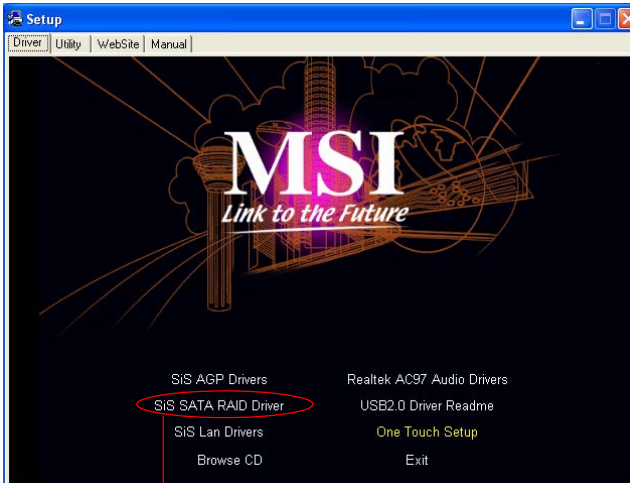 Setup
Driver Utility WebSite Manual
MSI
Link to the Future
SiS AGP Drivers Realtek AC97 Audio Drivers
SiS SATA RAID Driver USB2.0 Driver Readme
SiS Lan Drivers One Touch Setup
Browse CD Exit